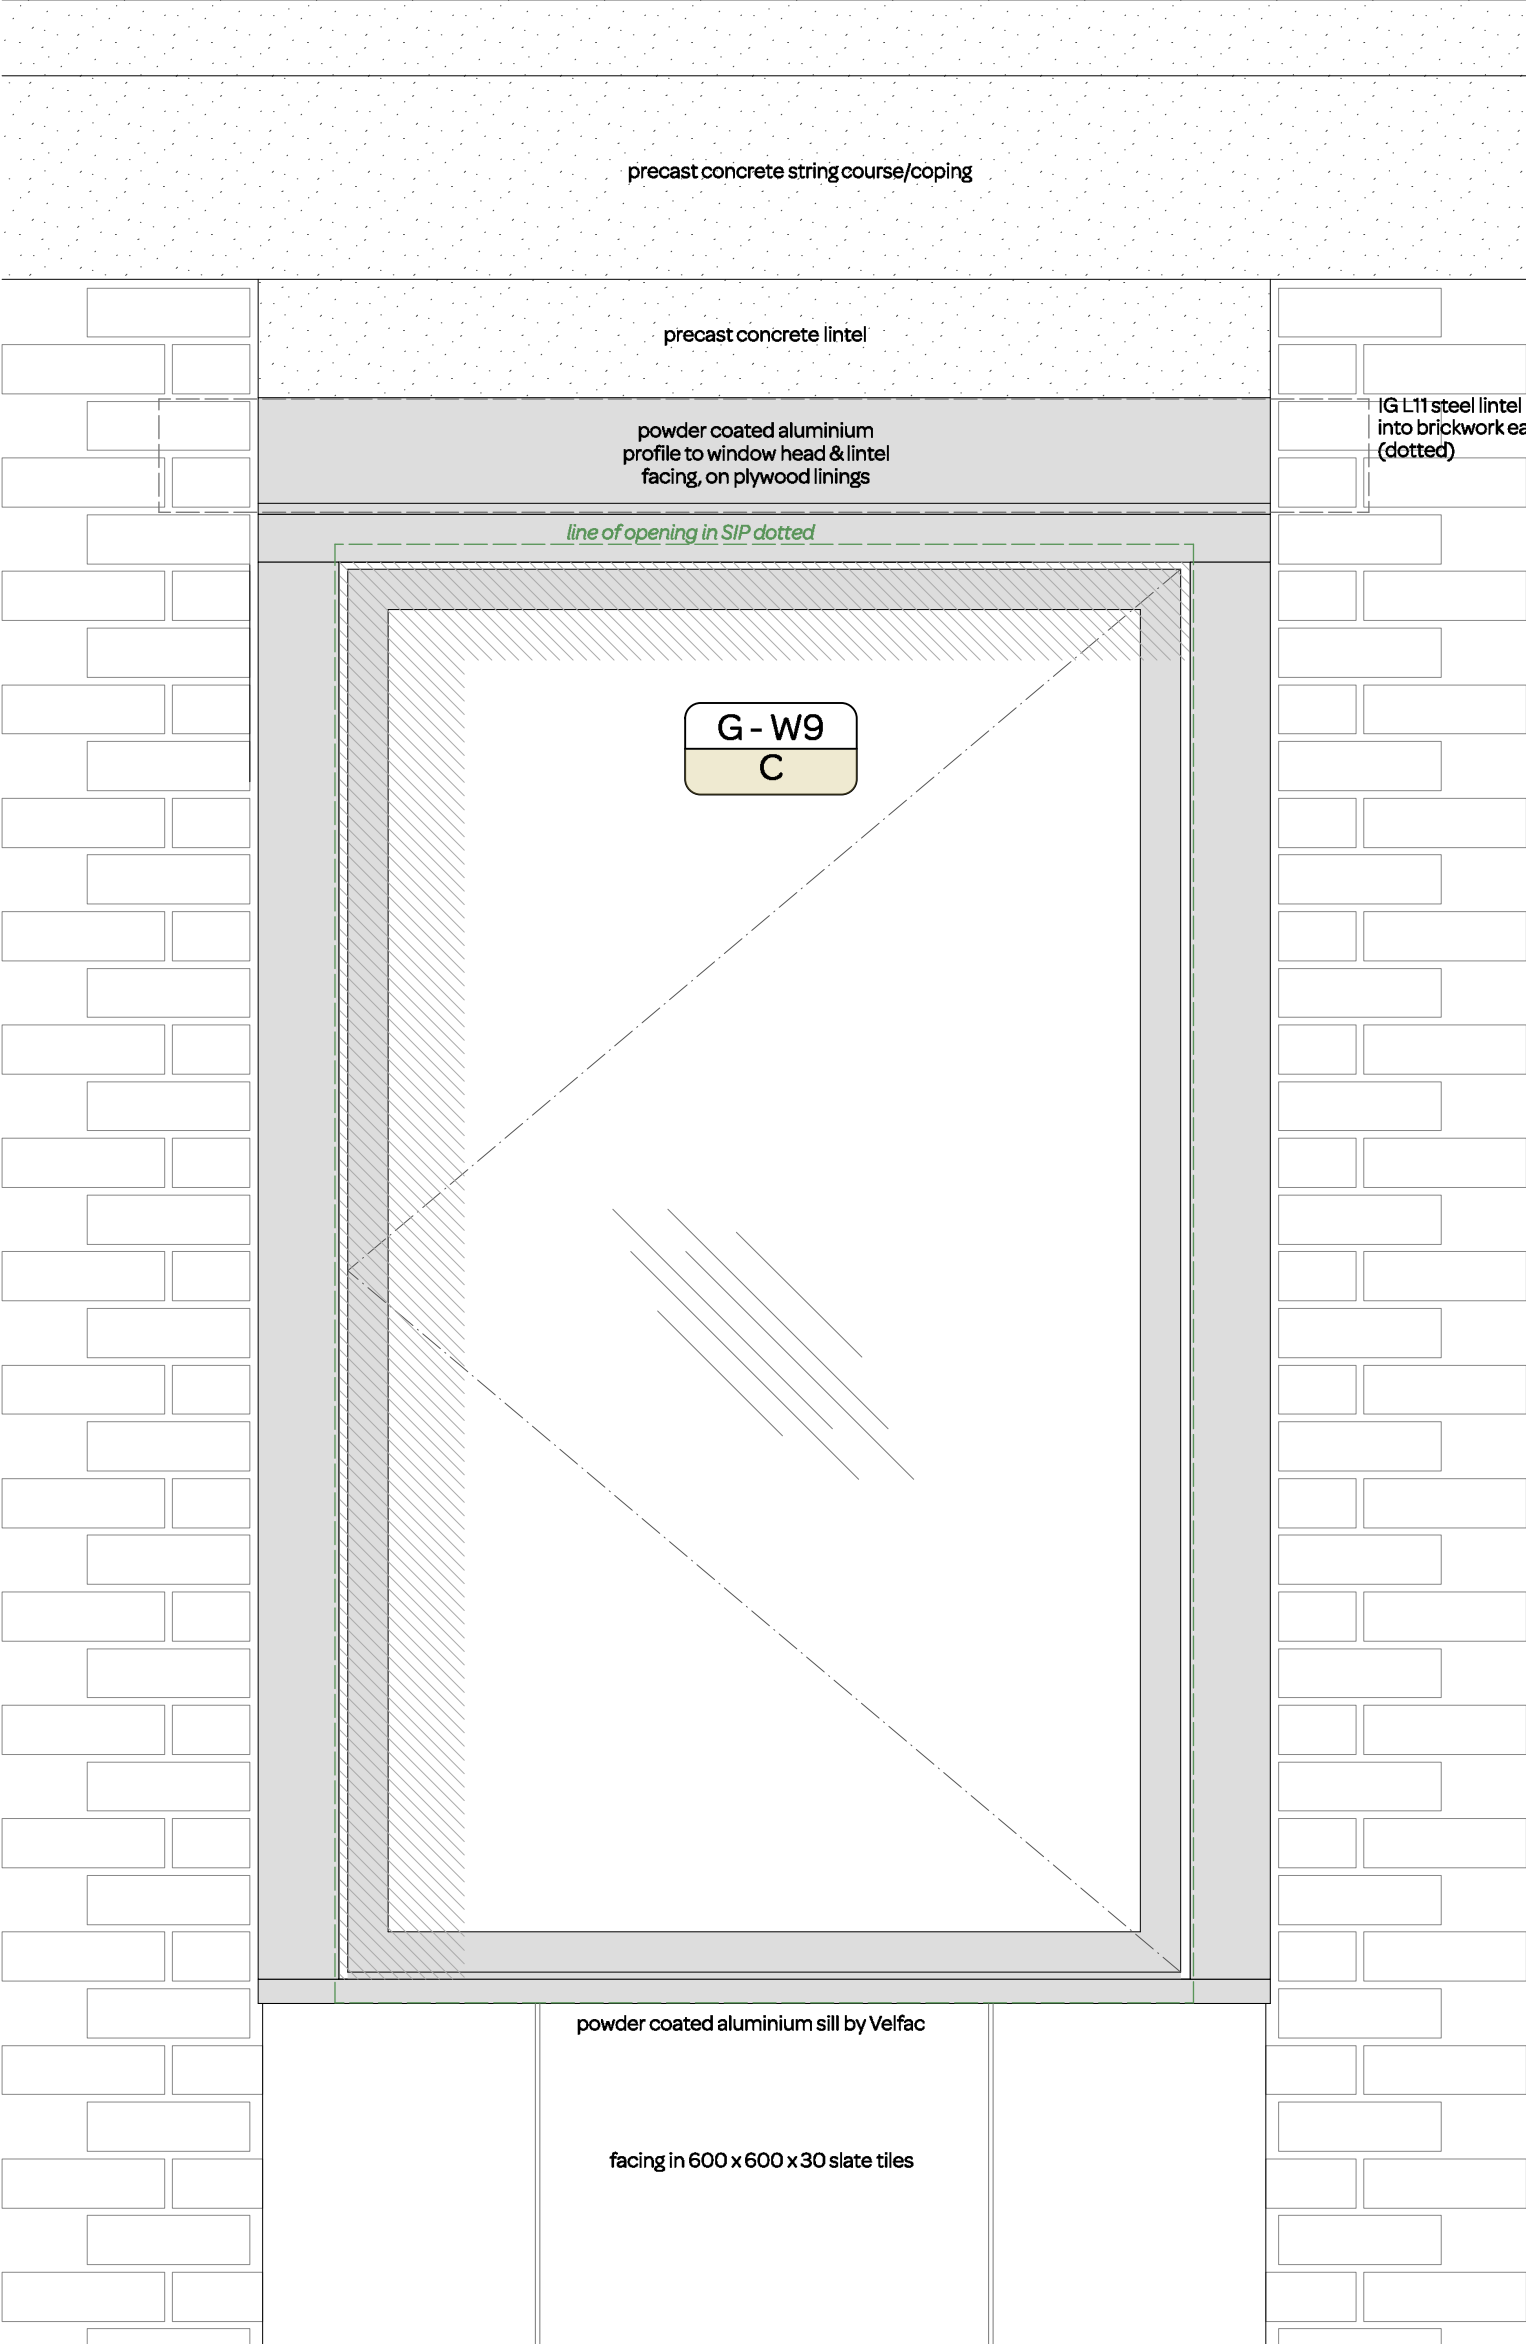 precast concrete string course/coping
precast concrete lintel
IG L11 steel lintel
into brickwork ea
(dotted)
powder coated aluminium
profile to window head & lintel
facing, on plywood linings
line of opening in SIP dotted
G - W9
C
powder coated aluminium sill by Velfac
facing in 600 x 600 x 30 slate tiles